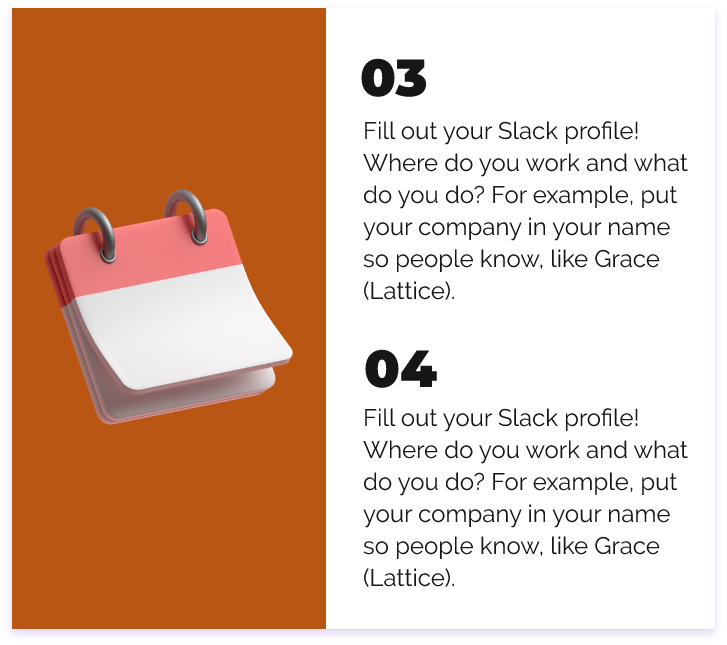 03
Fill out your Slack profile!
Where do you work and what
do you do? For example, put
your company in your name
so people know, like Grace
(Lattice).
04
Fill out your Slack profile!
Where do you work and what
do you do? For example, put
your company in your name
so people know, like Grace
(Lattice).